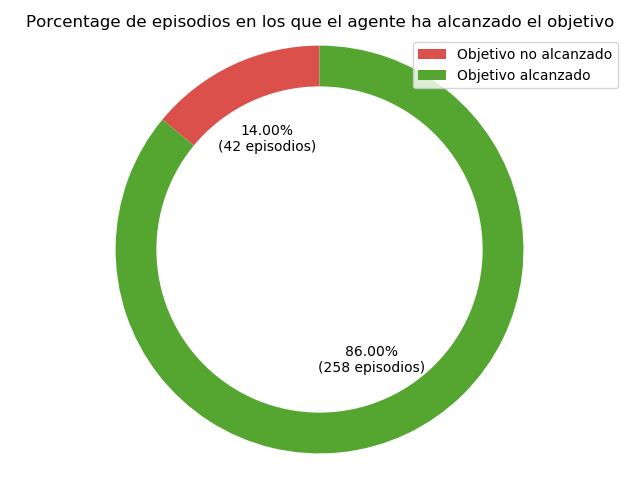 Porcentage de episodios en los que el agente ha alcanzado el objetivo
Objetivo no alcanzado
Objetivo alcanzado
14.00%
(42 episodios)
86.00%
(258 episodios)